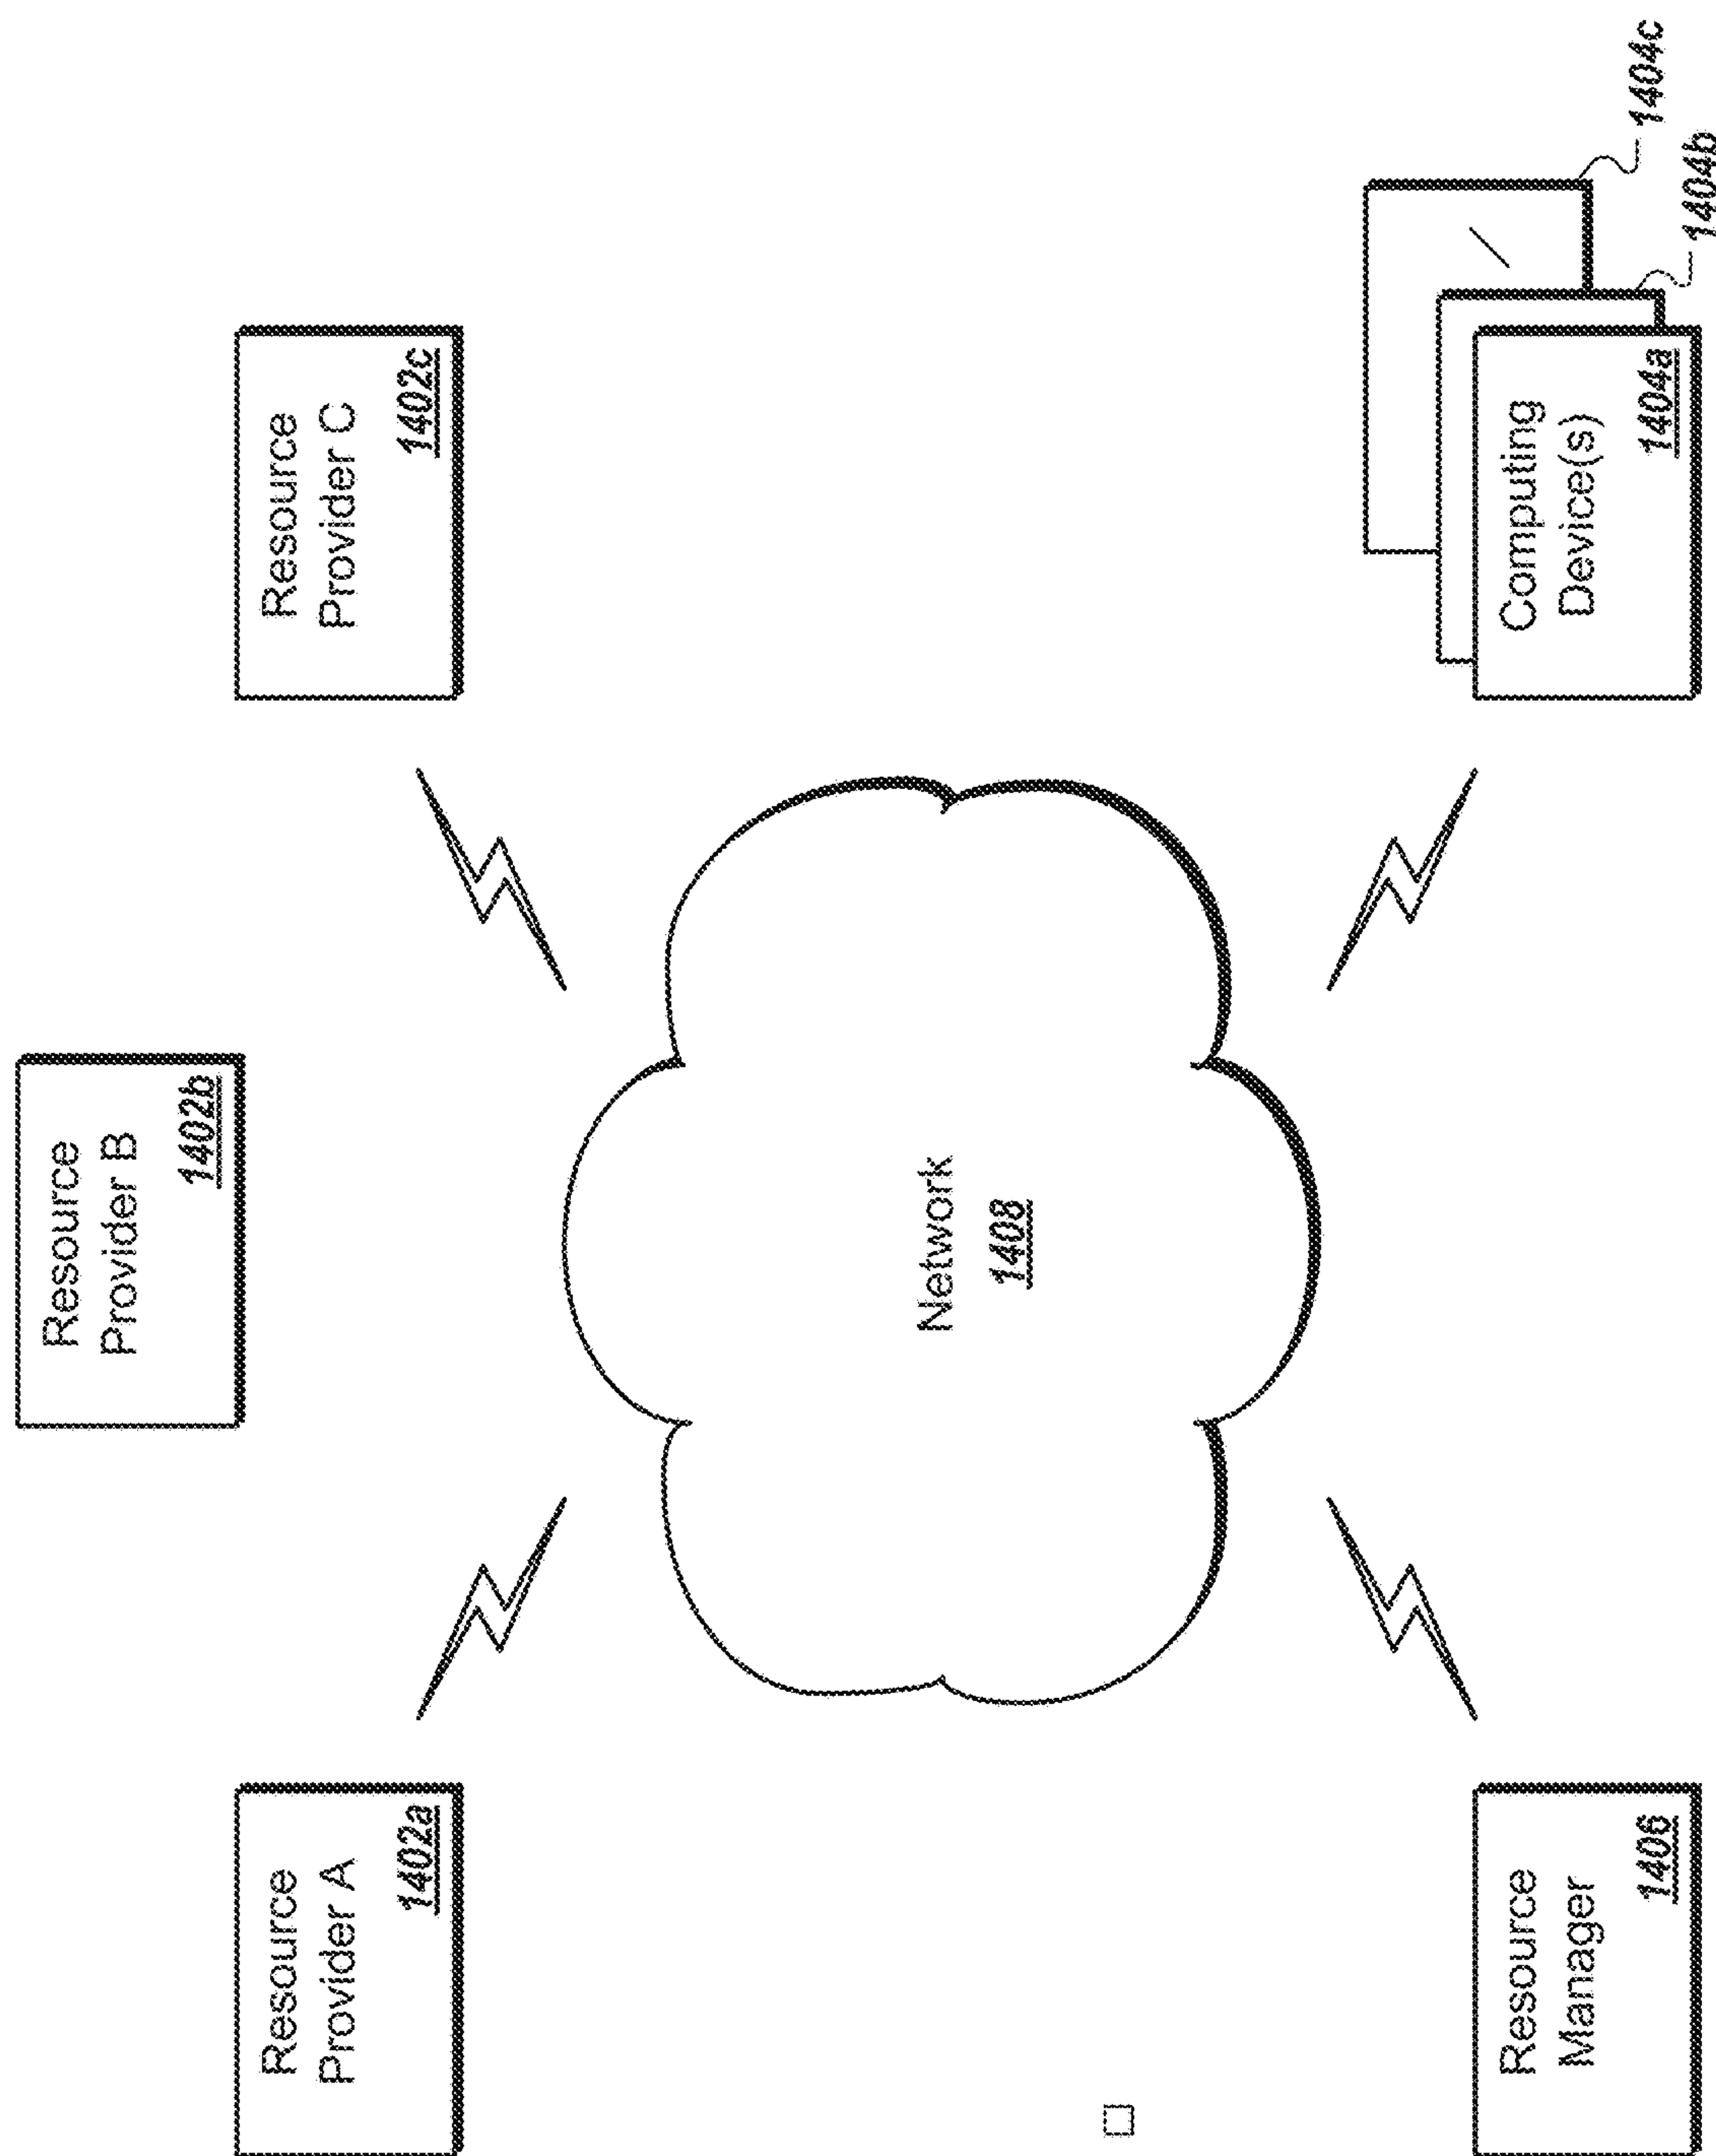 Resource
Provider B
1402b
Resource
Provider A
1402a
Resource
Provider C
1402c
Network
1408
Resource
Manager
1406
Computing
Device(s)
1404a
1404b
1404c